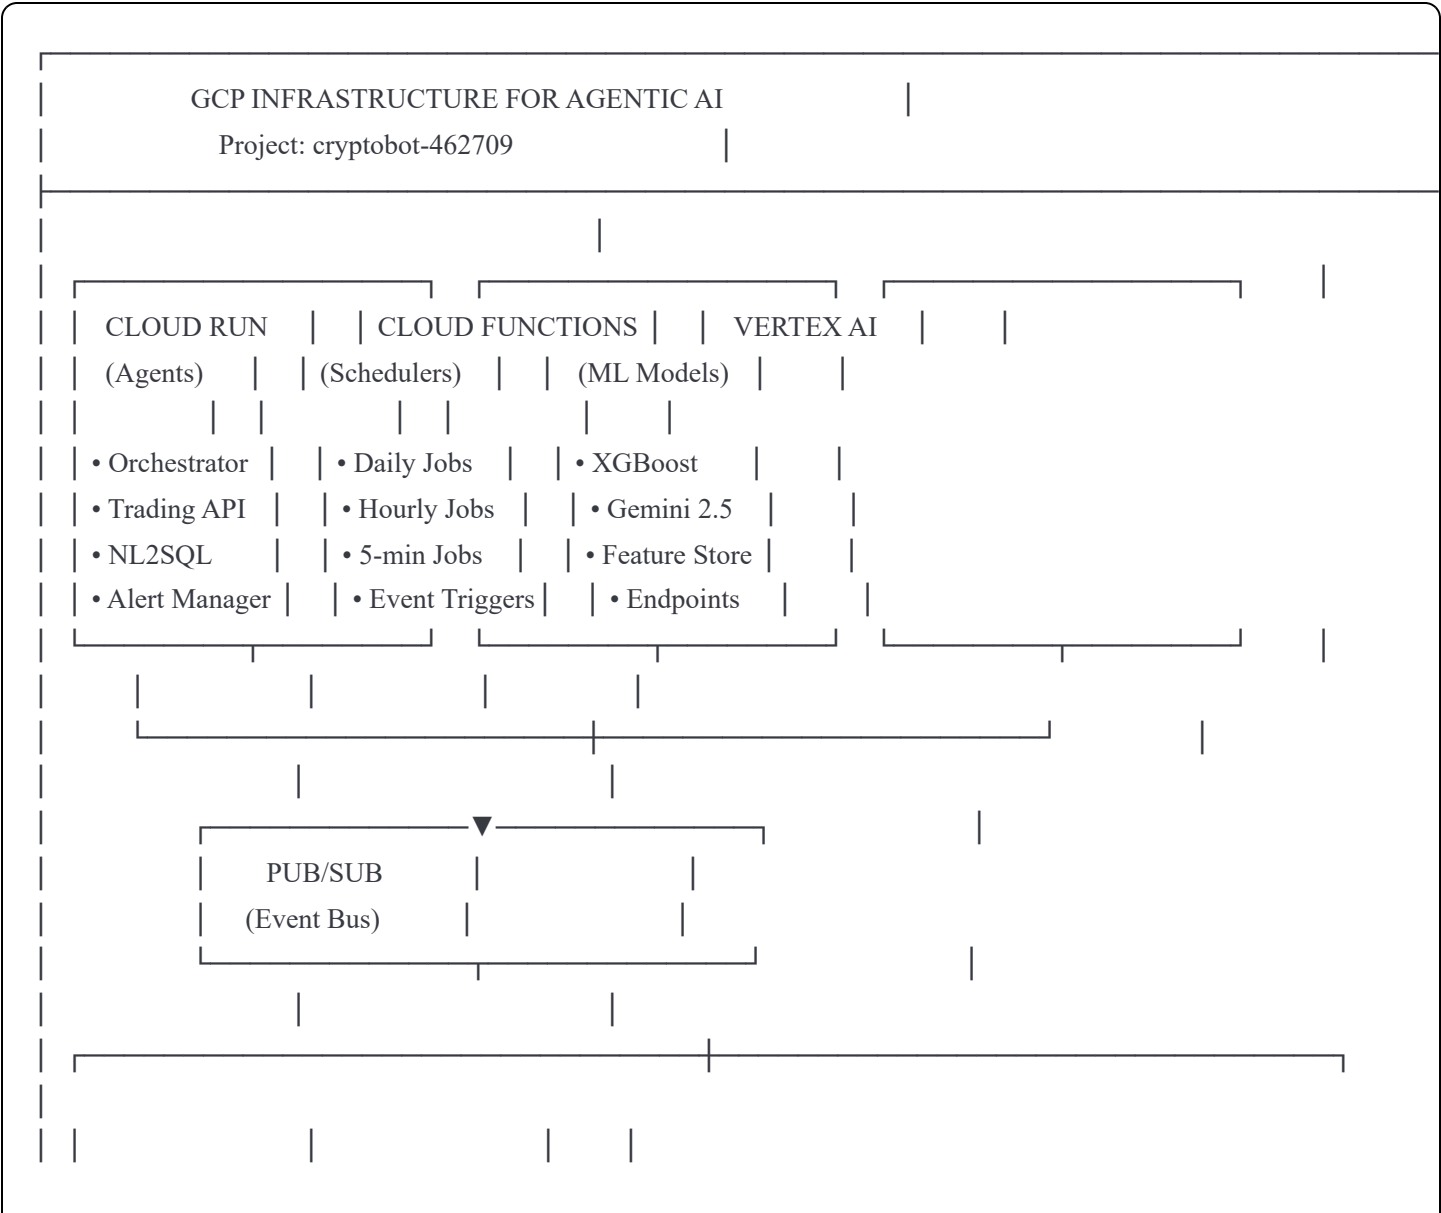 GCP INFRASTRUCTURE FOR AGENTIC AI
Project: cryptobot-462709
CLOUD RUN CLOUD FUNCTIONS VERTEX AI
(Agents) (Schedulers) (ML Models)
• Orchestrator • Daily Jobs • XGBoost
• Trading API • Hourly Jobs • Gemini 2.5
• NL2SQL • 5-min Jobs • Feature Store
• Alert Manager • Event Triggers • Endpoints
▼
PUB/SUB
(Event Bus)